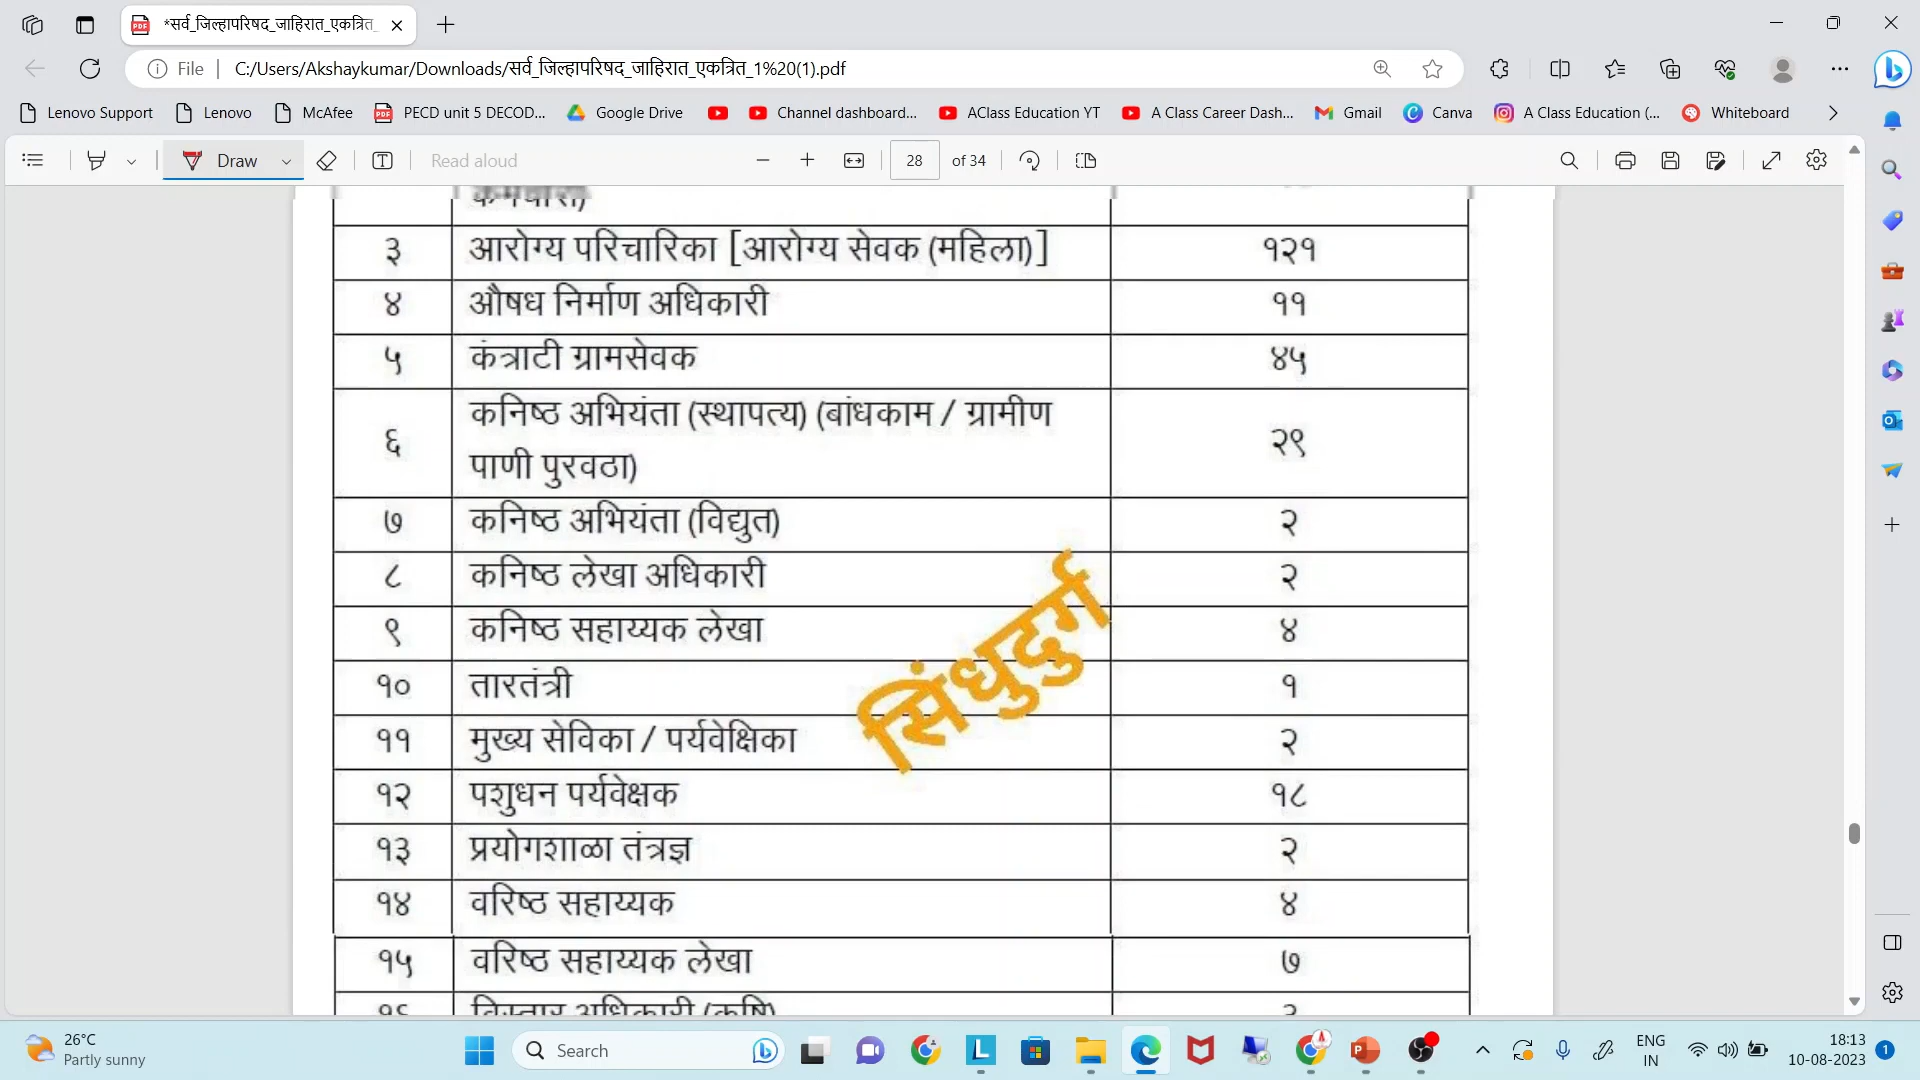 *सर्व_जिल्हापरिषद_जाहिरात_एकत्रित_
File C:/Users/Akshaykumar/Downloads/सर्व_जिल्हापरिषद_जाहिरात_एकत्रित_1%20(1).pdf
Lenovo Support Lenovo McAfee PECD unit 5 DECOD... Google Drive Channel dashboard... AClass Education YT A Class Career Dash... Gmail Canva A Class Education (... Whiteboard
Draw Read aloud 28 of 34
कर्मचारी)
३ आरोग्य परिचारिका [आरोग्य सेवक (महिला)] १२१
४ औषध निर्माण अधिकारी ११
५ कंत्राटी ग्रामसेवक ४५
६ कनिष्ठ अभियंता (स्थापत्य) (बांधकाम / ग्रामीण
पाणी पुरवठा) २९
७ कनिष्ठ अभियंता (विद्युत) २
८ कनिष्ठ लेखा अधिकारी २
९ कनिष्ठ सहाय्यक लेखा ४
१० तारतंत्री १
११ मुख्य सेविका / पर्यवेक्षिका २
१२ पशुधन पर्यवेक्षक १८
१३ प्रयोगशाळा तंत्रज्ञ २
१४ वरिष्ठ सहाय्यक ४
१५ वरिष्ठ सहाय्यक लेखा ७
१६ विस्तार अधिकारी (कृषि)
सिंधुदुर्ग
26°C
Partly sunny
Search
ENG
IN
18:13
10-08-2023
1